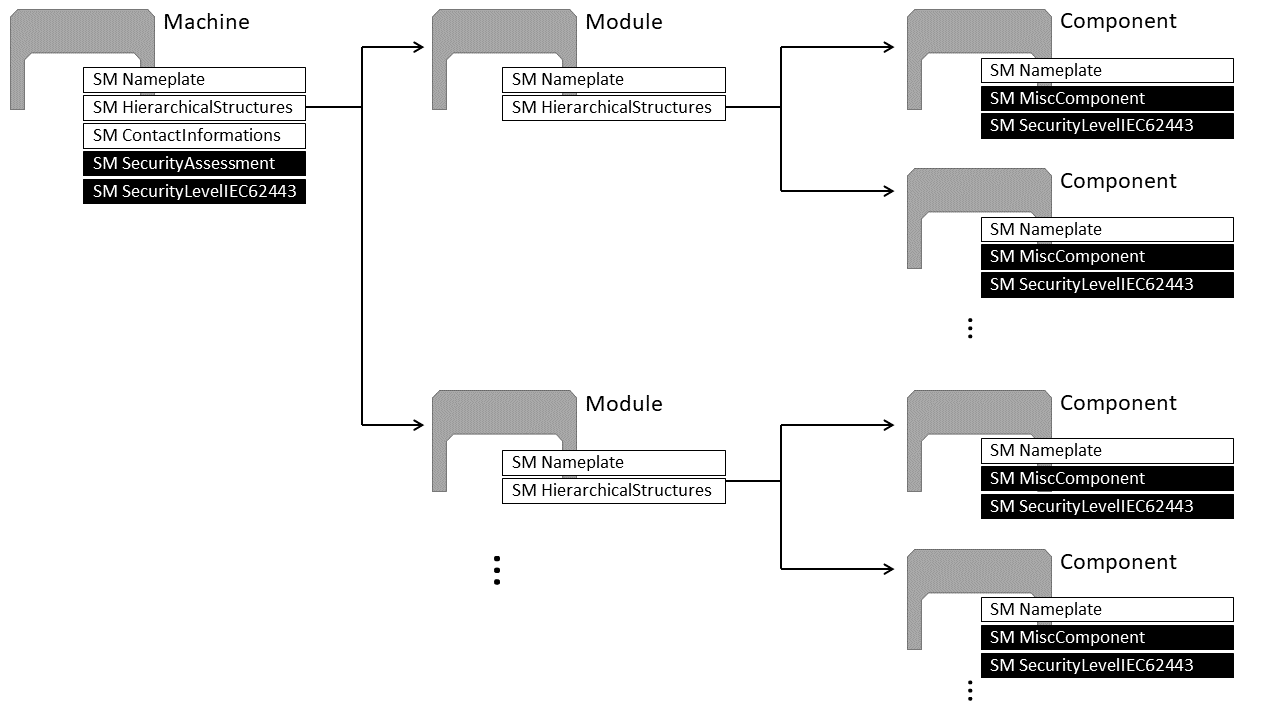 Machine
SM Nameplate
SM HierarchicalStructures
SM ContactInformations
SM SecurityAssessment
SM SecurityLevelIEC62443
Module
SM Nameplate
SM HierarchicalStructures
Component
SM Nameplate
SM MiscComponent
SM SecurityLevelIEC62443
Component
SM Nameplate
SM MiscComponent
SM SecurityLevelIEC62443
Module
SM Nameplate
SM HierarchicalStructures
Component
SM Nameplate
SM MiscComponent
SM SecurityLevelIEC62443
Component
SM Nameplate
SM MiscComponent
SM SecurityLevelIEC62443